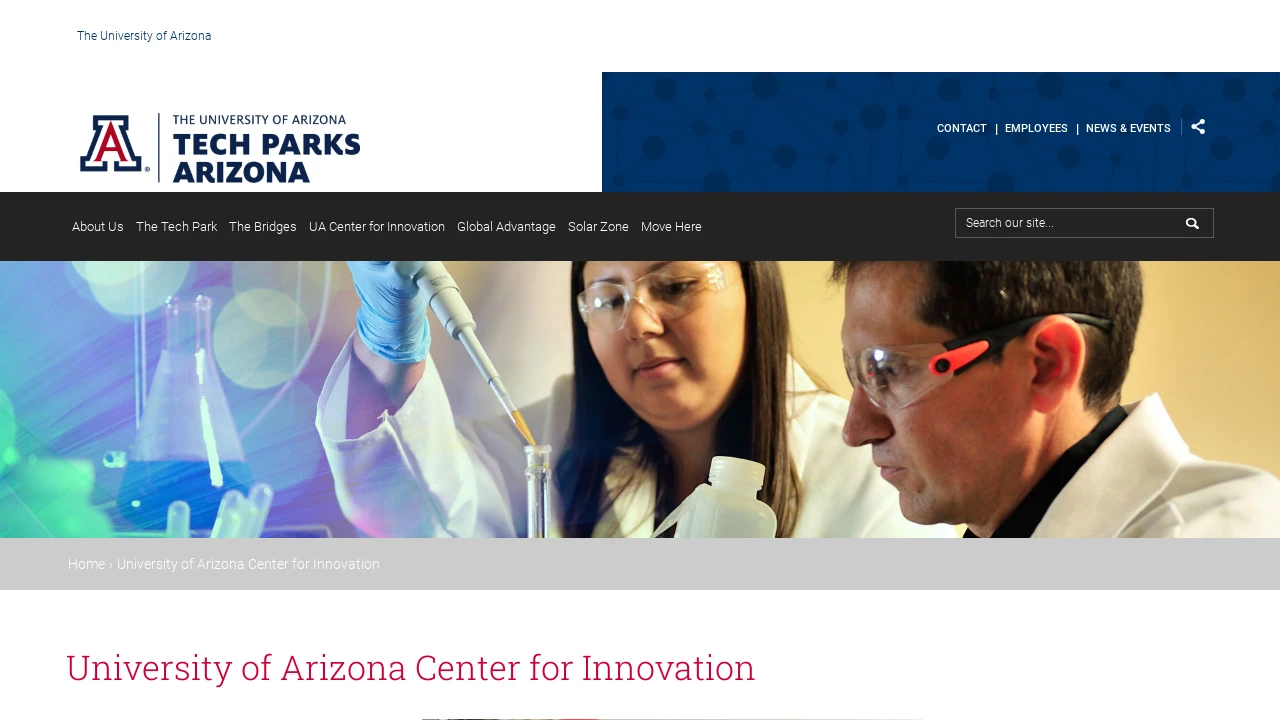 The University of Arizona
THE UNIVERSITY OF ARIZONA
TECH PARKS
ARIZONA
CONTACT | EMPLOYEES | NEWS & EVENTS
About Us The Tech Park The Bridges UA Center for Innovation Global Advantage Solar Zone Move Here
Search our site...
Home › University of Arizona Center for Innovation
University of Arizona Center for Innovation